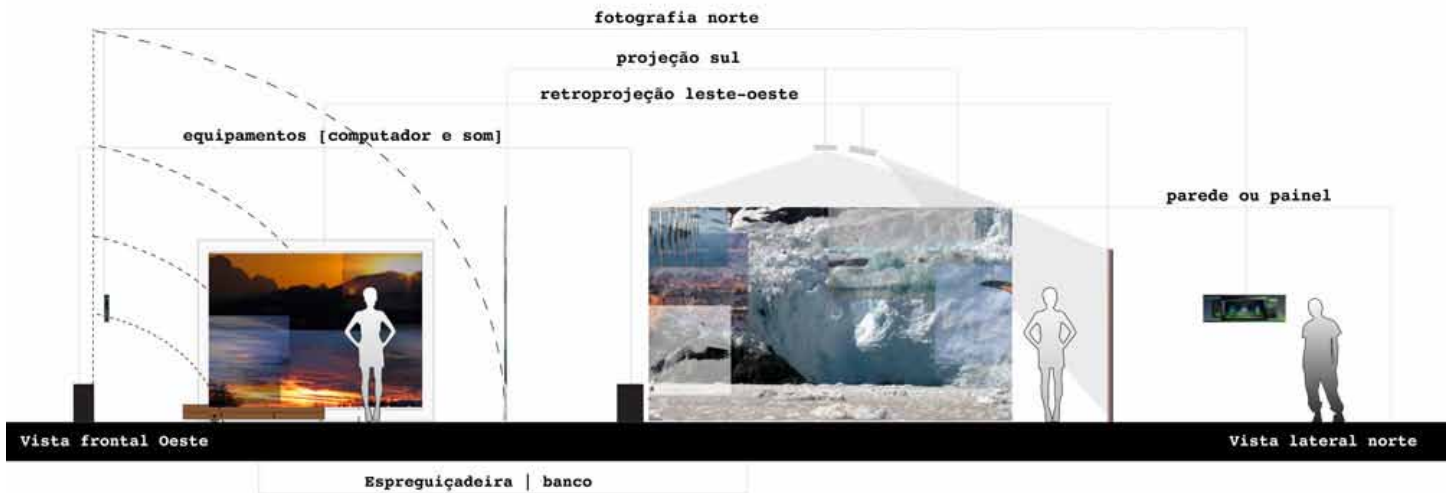 fotografia norte
projeção sul
retroprojeção leste-oeste
equipamentos [computador e som]
parede ou painel
Vista frontal Oeste
Vista lateral norte
Espreguiçadeira | banco